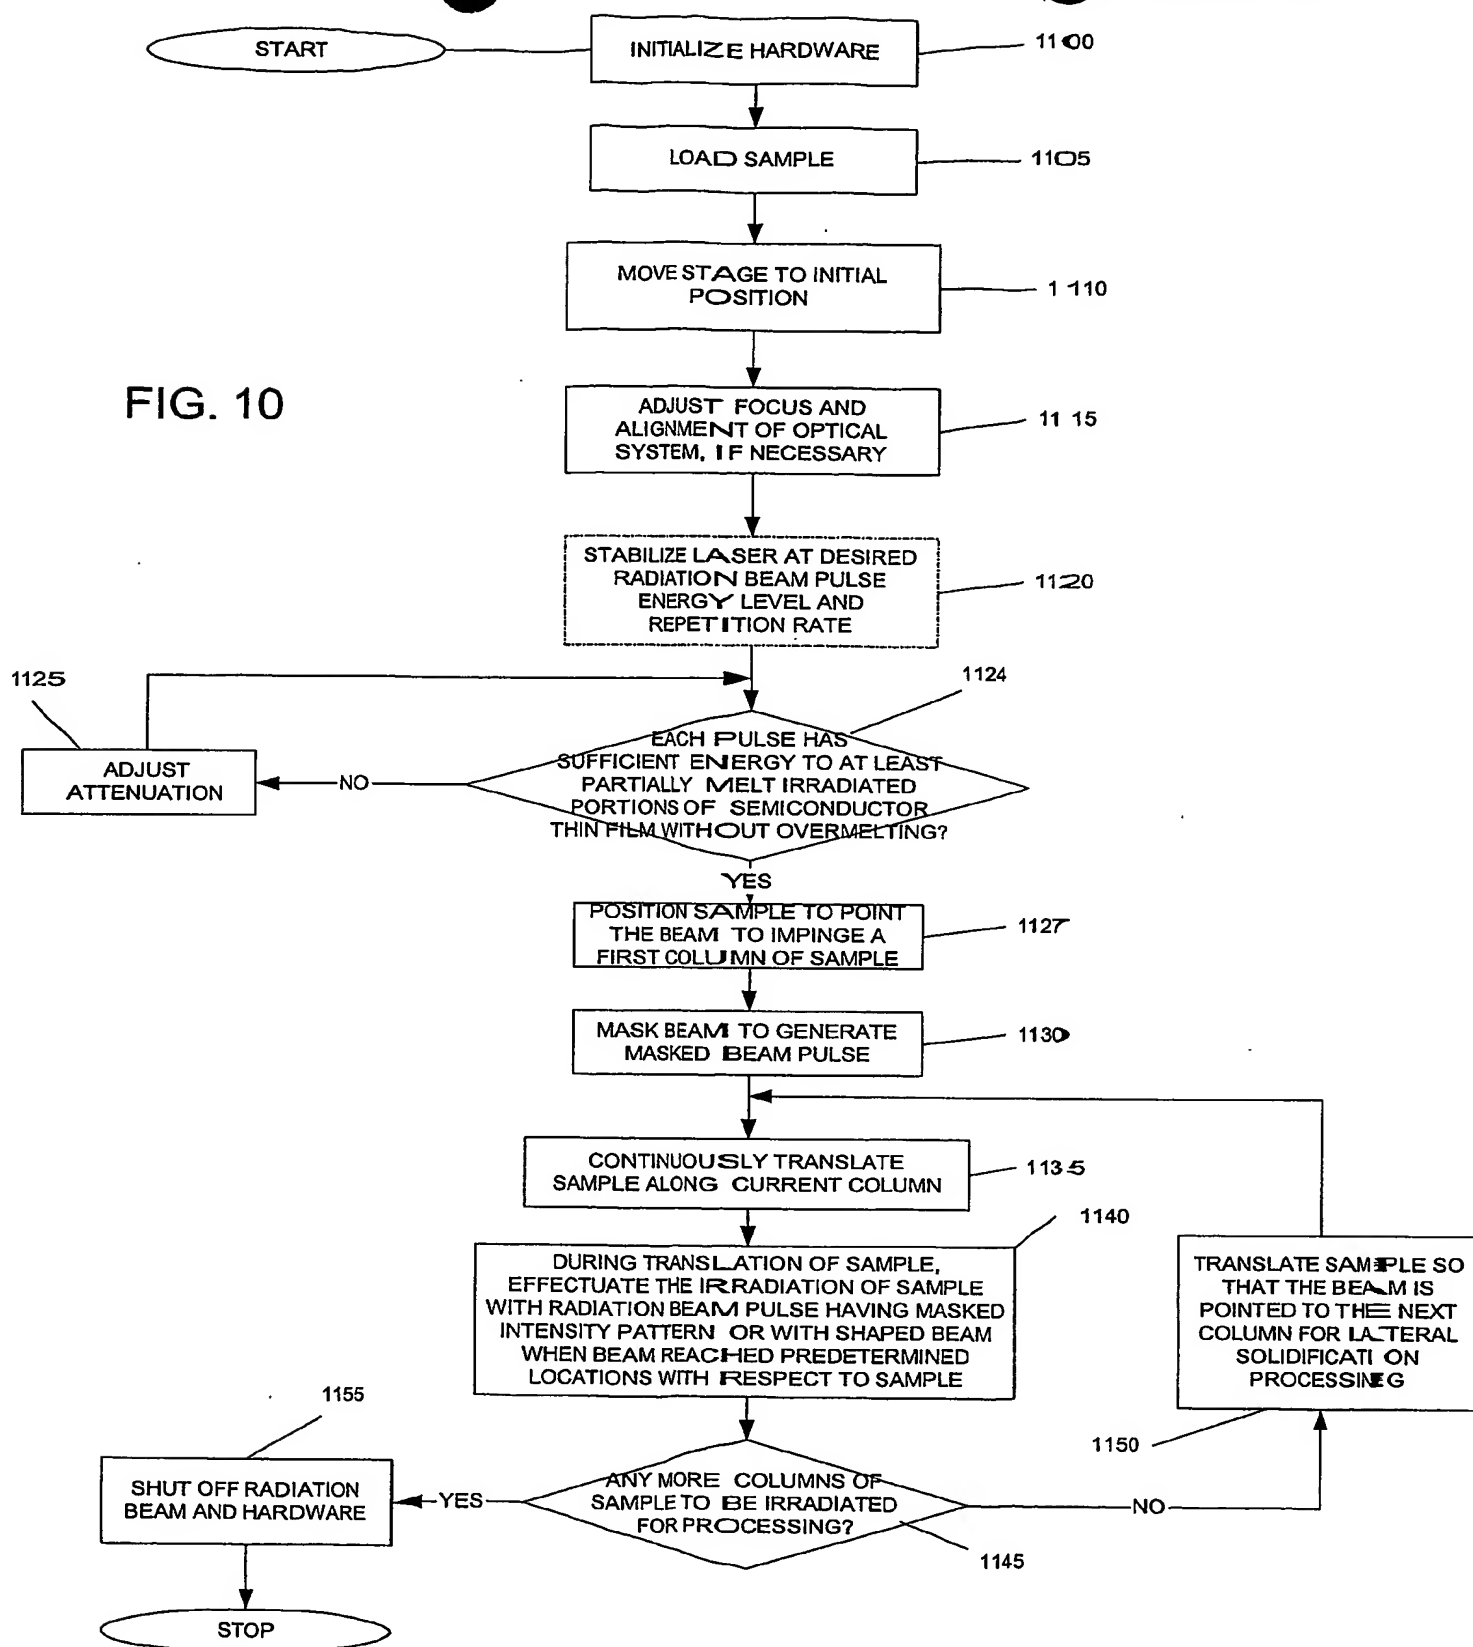 START
INITIALIZE HARDWARE
1100
LOAD SAMPLE
1105
MOVE STAGE TO INITIAL
POSITION
1110
FIG. 10
ADJUST FOCUS AND
ALIGNMENT OF OPTICAL
SYSTEM, IF NECESSARY
1115
STABILIZE LASER AT DESIRED
RADIATION BEAM PULSE
ENERGY LEVEL AND
REPETITION RATE
1120
1125
1124
ADJUST
ATTENUATION
NO
EACH PULSE HAS
SUFFICIENT ENERGY TO AT LEAST
PARTIALLY MELT IRRADIATED
PORTIONS OF SEMICONDUCTOR
THIN FILM WITHOUT OVERMELTING?
YES
POSITION SAMPLE TO POINT
THE BEAM TO IMPINGE A
FIRST COLUMN OF SAMPLE
1127
MASK BEAM TO GENERATE
MASKED BEAM PULSE
1130
CONTINUOUSLY TRANSLATE
SAMPLE ALONG CURRENT COLUMN
1135
1140
DURING TRANSLATION OF SAMPLE,
EFFECTUATE THE IRRADIATION OF SAMPLE
WITH RADIATION BEAM PULSE HAVING MASKED
INTENSITY PATTERN OR WITH SHAPED BEAM
WHEN BEAM REACHED PREDETERMINED
LOCATIONS WITH RESPECT TO SAMPLE
TRANSLATE SAMPLE SO
THAT THE BEAM IS
POINTED TO THE NEXT
COLUMN FOR LATERAL
SOLIDIFICATION
PROCESSING
1150
1155
SHUT OFF RADIATION
BEAM AND HARDWARE
YES
ANY MORE COLUMNS OF
SAMPLE TO BE IRRADIATED
FOR PROCESSING?
NO
1145
STOP